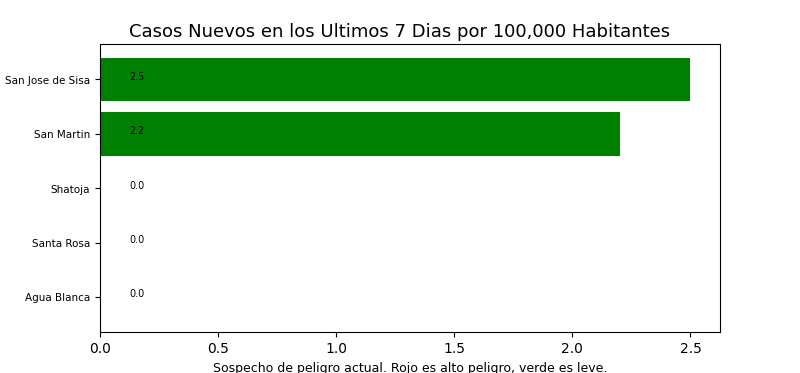 Casos Nuevos en los Ultimos 7 Dias por 100,000 Habitantes
San Jose de Sisa 2.5
San Martin 2.2
Shatoja 0.0
Santa Rosa 0.0
Agua Blanca 0.0
0.0 0.5 1.0 1.5 2.0 2.5
Sospecho de peligro actual. Rojo es alto peligro, verde es leve.